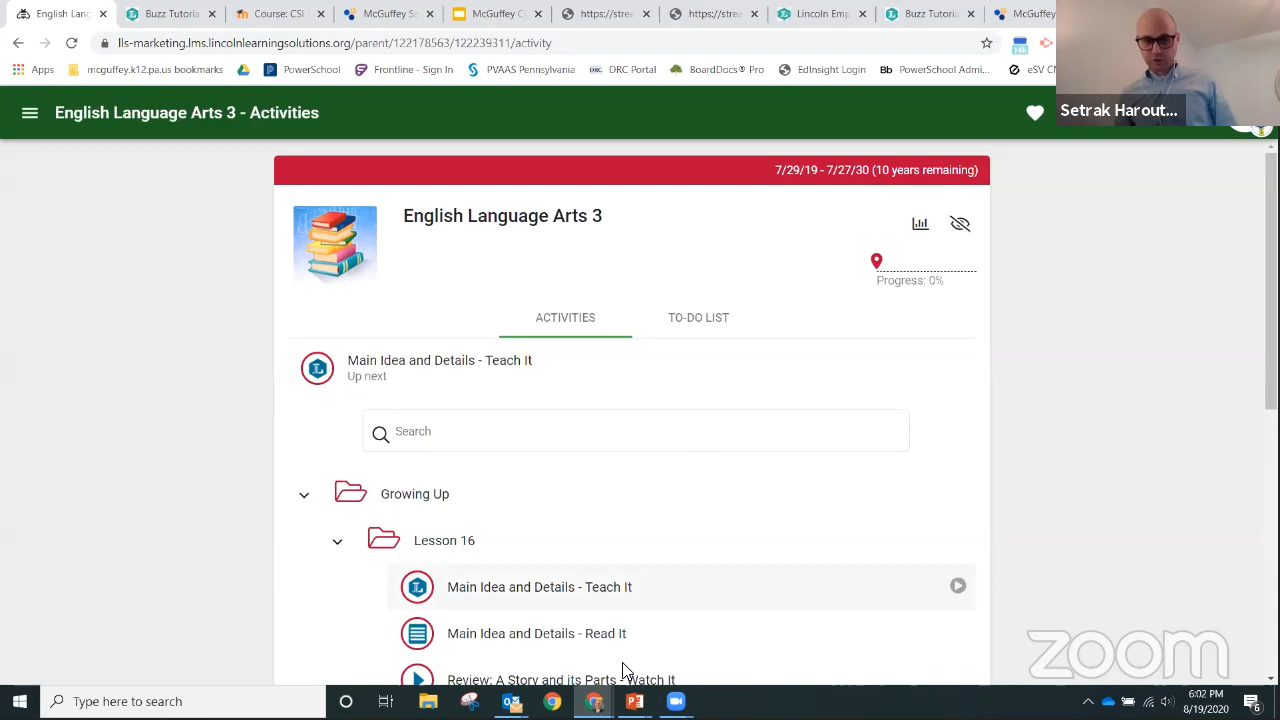 English Lang
Buzz Tutoria
Course: CSI
McGuffey So
Mcguffey C
https://strea
https://strea
Lincoln Emp
Buzz Tutoria
McGuffey
lls-marketing.lms.lincolnlearningsolutions.org/parent/122178563/122239311/activity
14h
Apps
mcguffey.k12.pa.us bookmarks
PowerSchool
Frontline - Sign In
PVAAS Pennsylvania
DRC Portal
BoardDocs® Pro
EdInsight Login
Bb PowerSchool Admi...
eSV CN
Setrak Harout...
English Language Arts 3 - Activities
7/29/19 - 7/27/30 (10 years remaining)
English Language Arts 3
Progress: 0%
ACTIVITIES
TO-DO LIST
Main Idea and Details - Teach It
Up next
Search
Growing Up
Lesson 16
Main Idea and Details - Teach It
Main Idea and Details - Read It
Review: A Story and its Parts - Watch It
zoom
Type here to search
6:02 PM
8/19/2020
6